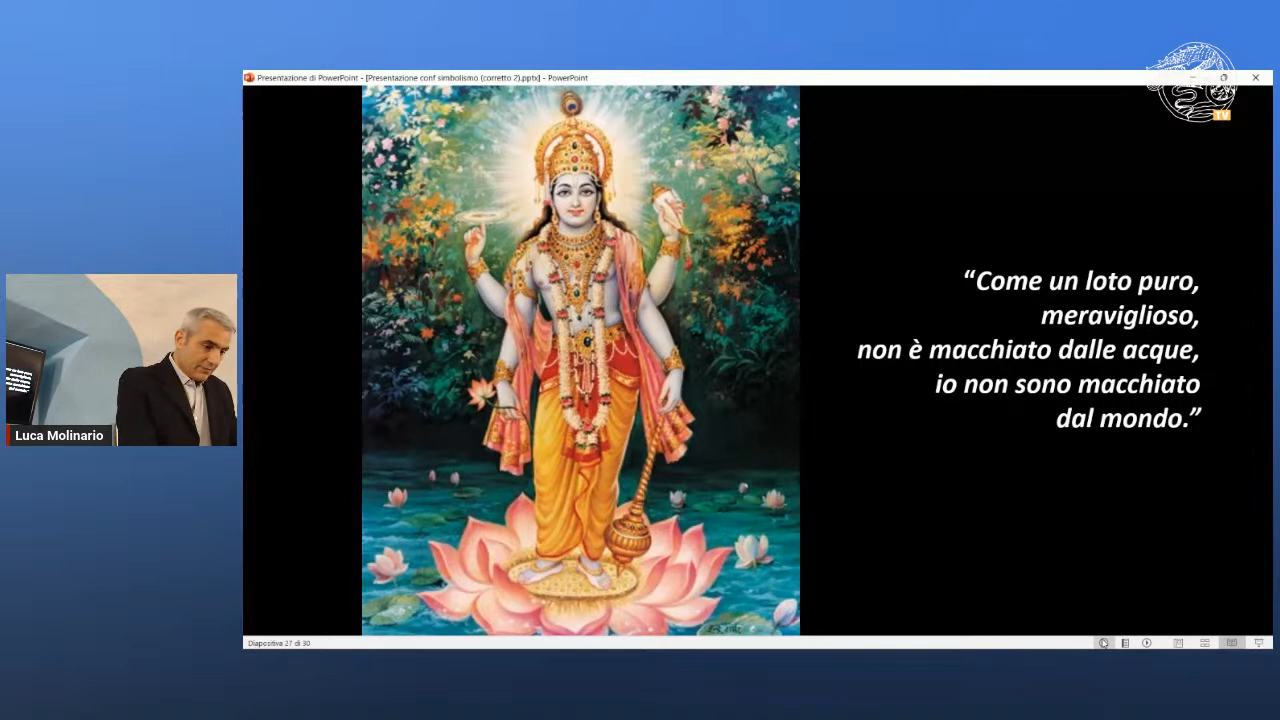 TV
Presentazione di PowerPoint - [Presentazione conf simbolismo (corretto 2).pptx] - PowerPoint
“Come un loto puro,
meraviglioso,
non è macchiato dalle acque,
io non sono macchiato
dal mondo.”
Luca Molinario
Diapositiva 27 di 30